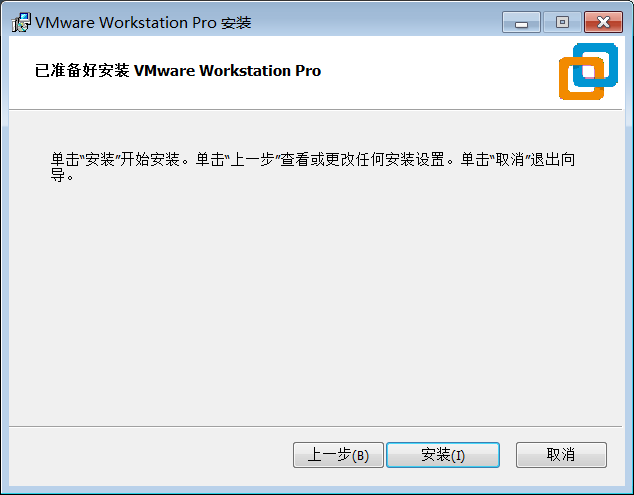 VMware Workstation Pro 安装
已准备好安装 VMware Workstation Pro
单击“安装”开始安装。单击“上一步”查看或更改任何安装设置。单击“取消”退出向
导。
上一步(B) 安装(I) 取消